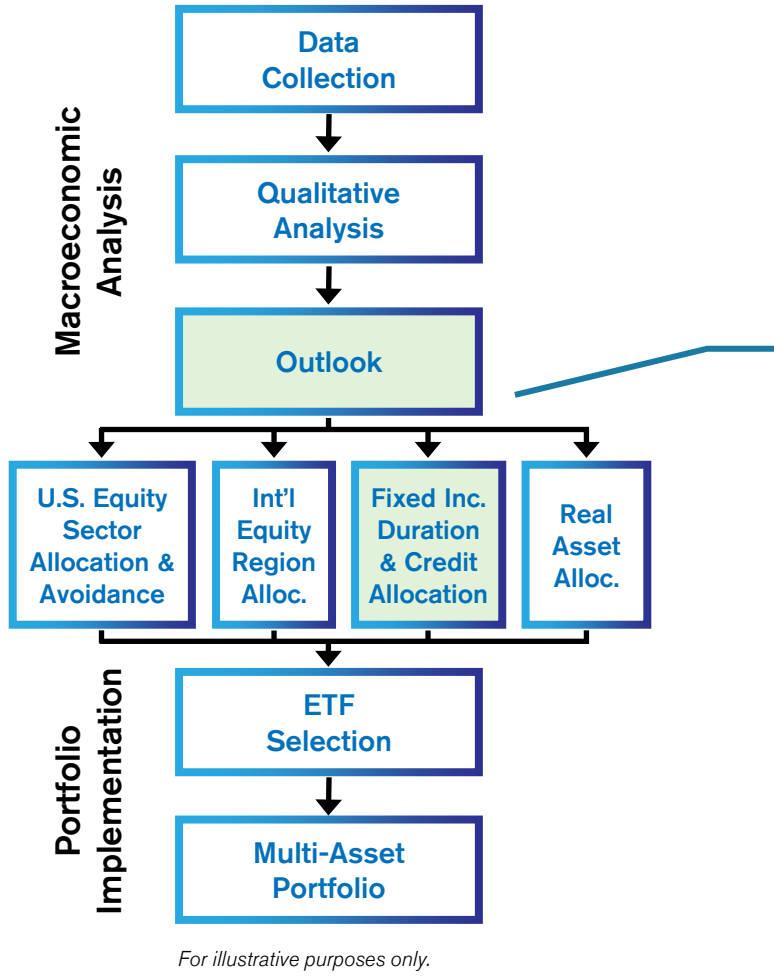 Macroeconomic
Analysis
Data
Collection
Qualitative
Analysis
Outlook
U.S. Equity
Sector
Allocation &
Avoidance
Int'l
Equity
Region
Alloc.
Fixed Inc.
Duration
& Credit
Allocation
Real
Asset
Alloc.
Portfolio
Implementation
ETF
Selection
Multi-Asset
Portfolio
For illustrative purposes only.